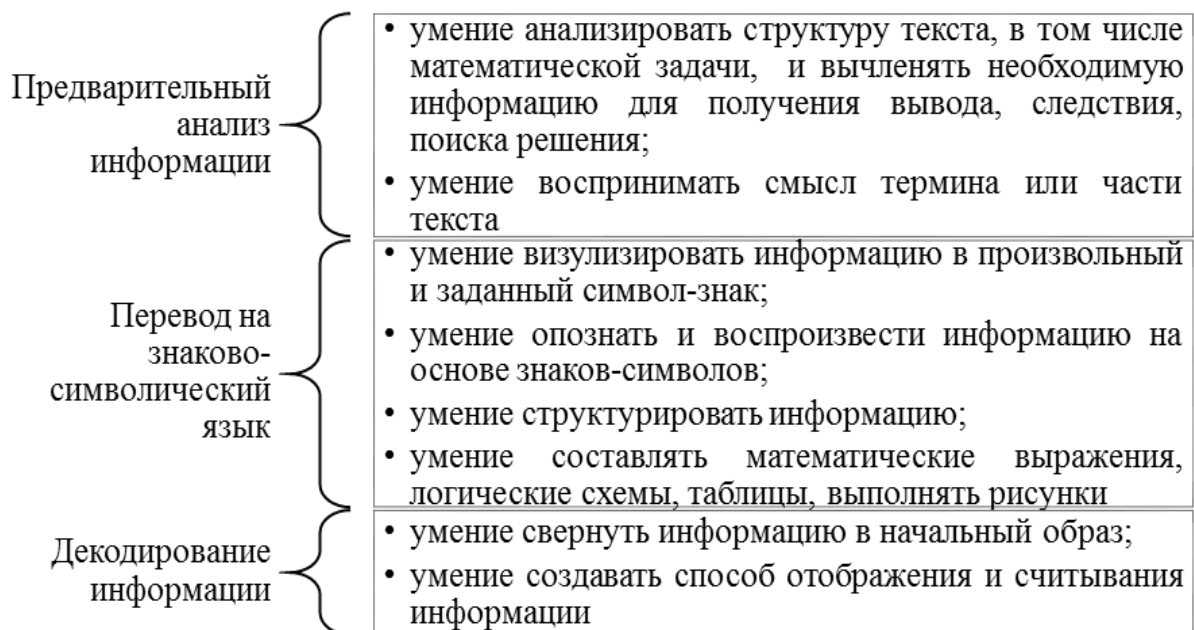 Предварительный
анализ
информации
• умение анализировать структуру текста, в том числе
математической задачи, и вычленять необходимую
информацию для получения вывода, следствия,
поиска решения;
• умение воспринимать смысл термина или части
текста
Перевод на
знаково-
символический
язык
• умение визулизировать информацию в произвольный
и заданный символ-знак;
• умение опознать и воспроизвести информацию на
основе знаков-символов;
• умение структурировать информацию;
• умение составлять математические выражения,
логические схемы, таблицы, выполнять рисунки
Декодирование
информации
• умение свернуть информацию в начальный образ;
• умение создавать способ отображения и считывания
информации